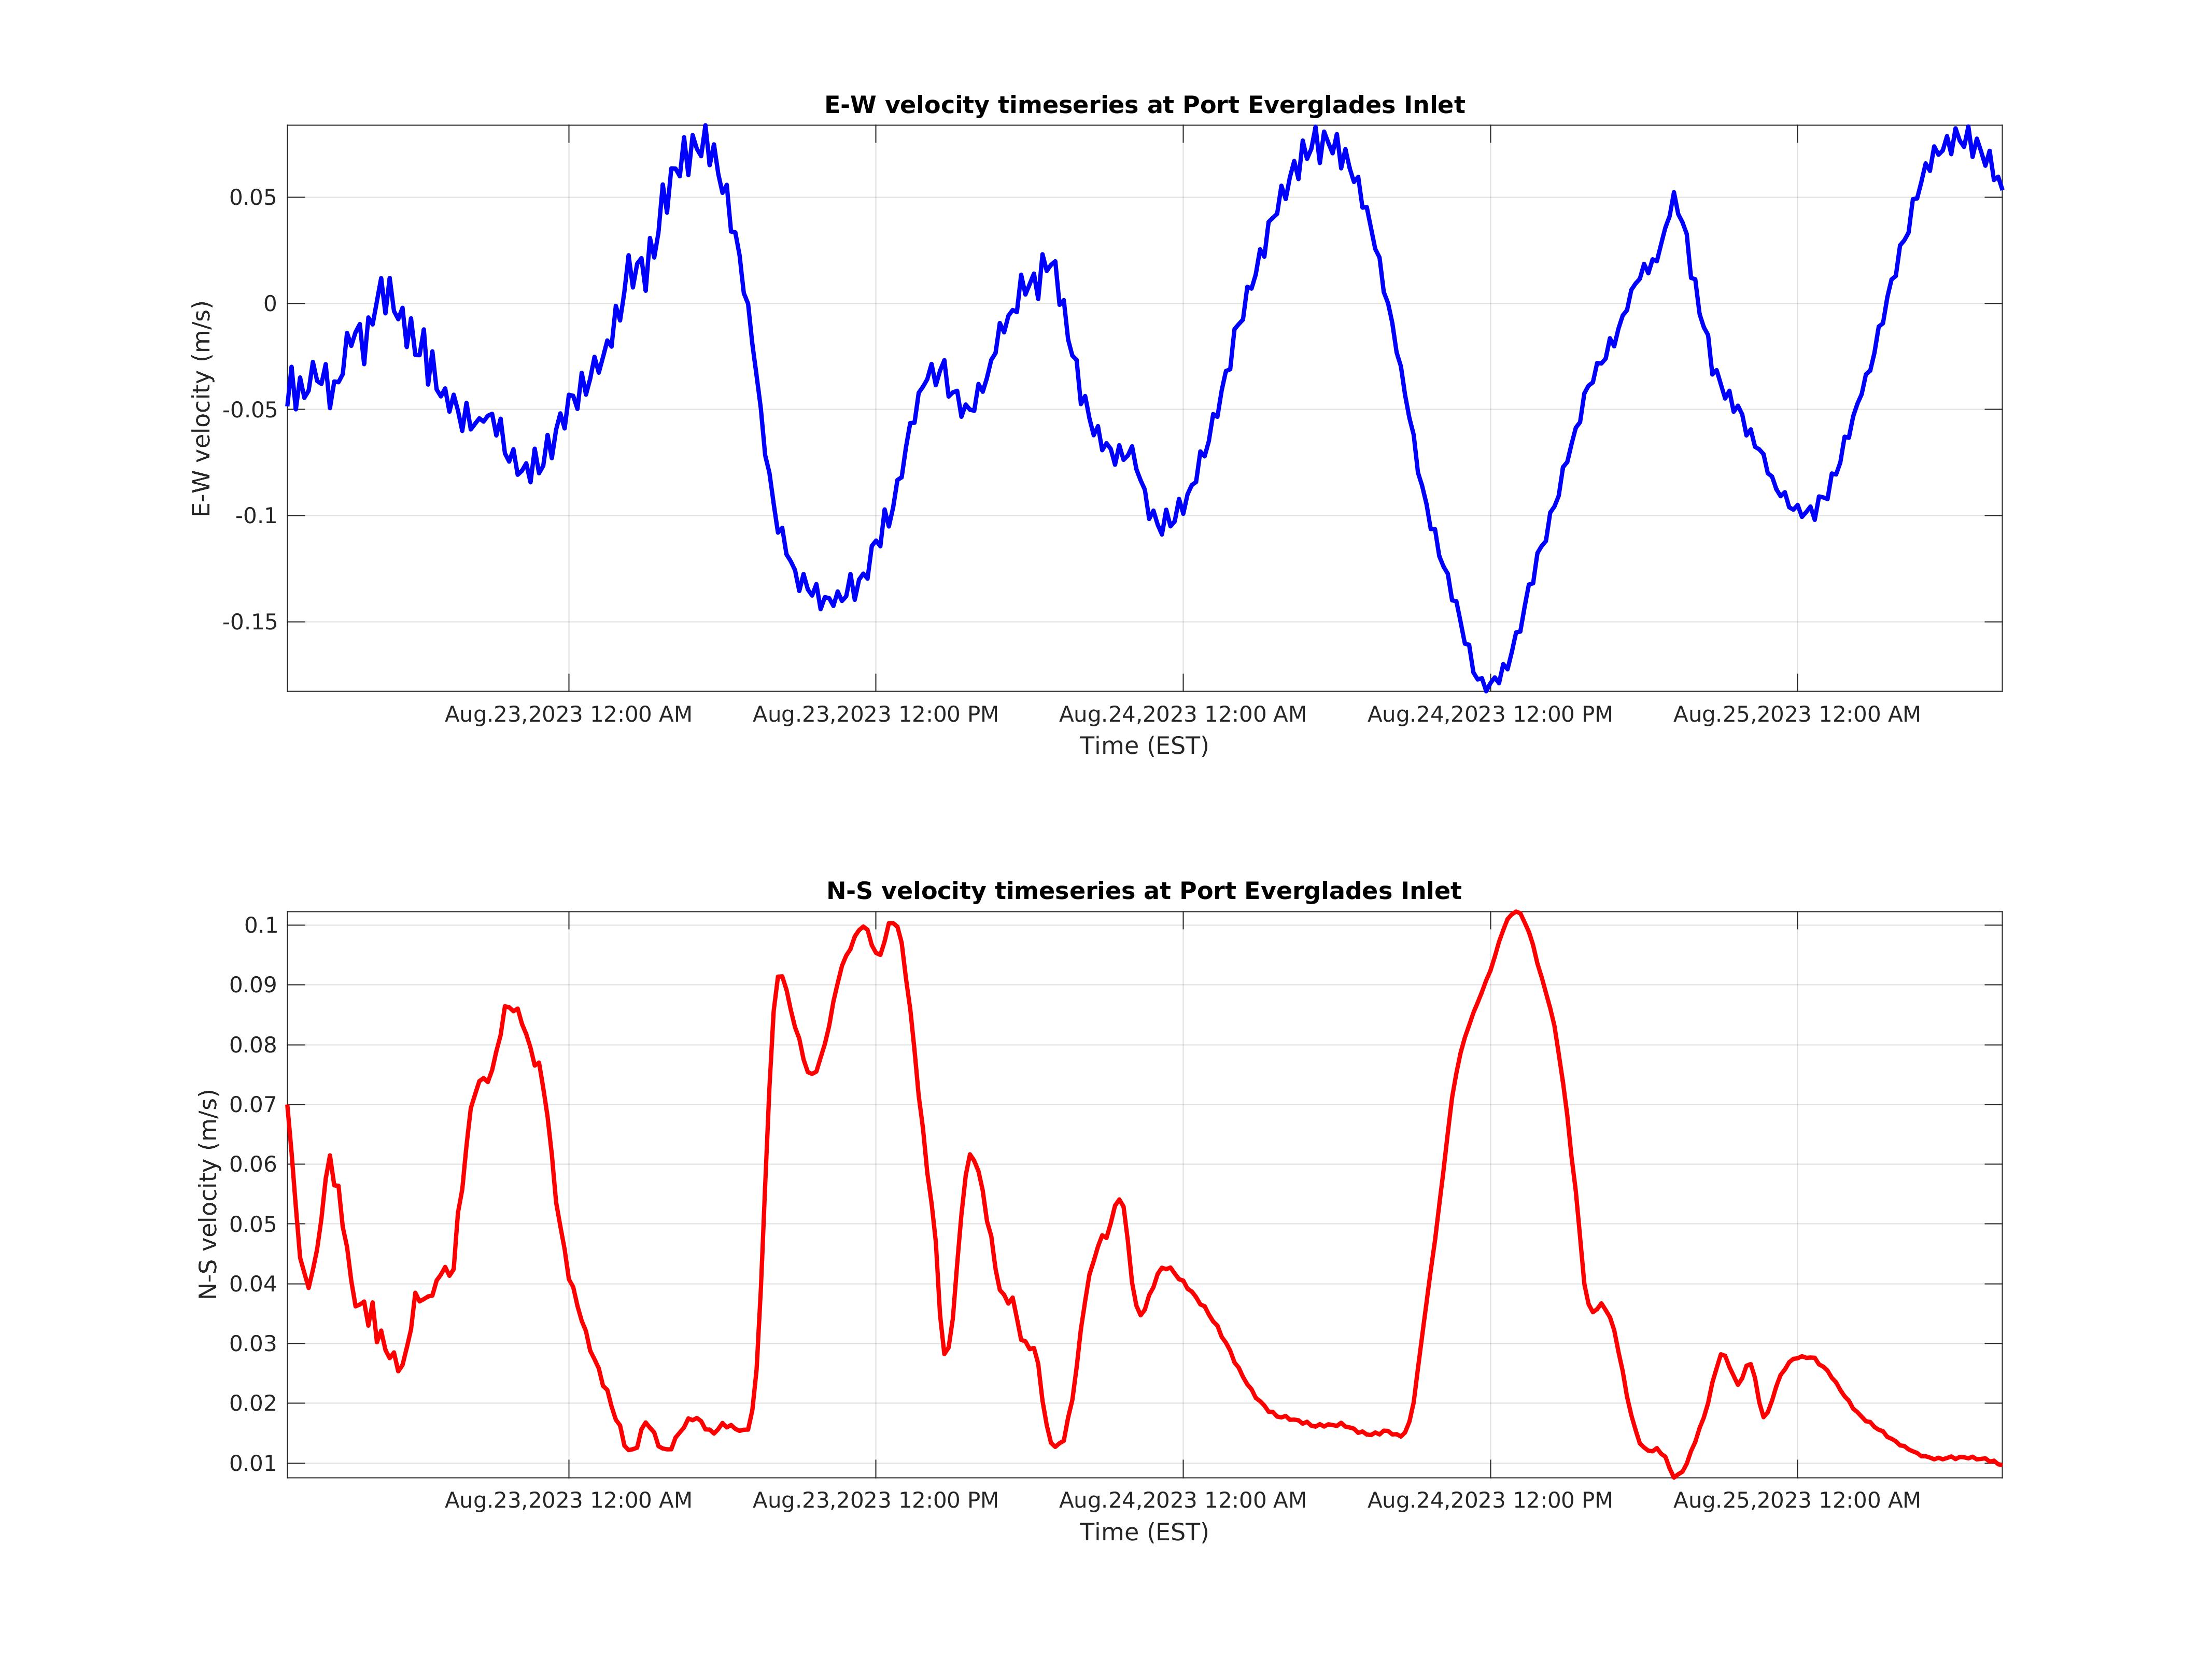 E-W velocity timeseries at Port Everglades Inlet
E-W velocity (m/s)
0.05
0
-0.05
-0.1
-0.15
Aug.23,2023 12:00 AM Aug.23,2023 12:00 PM Aug.24,2023 12:00 AM Aug.24,2023 12:00 PM Aug.25,2023 12:00 AM
Time (EST)
N-S velocity timeseries at Port Everglades Inlet
N-S velocity (m/s)
0.1
0.09
0.08
0.07
0.06
0.05
0.04
0.03
0.02
0.01
Aug.23,2023 12:00 AM Aug.23,2023 12:00 PM Aug.24,2023 12:00 AM Aug.24,2023 12:00 PM Aug.25,2023 12:00 AM
Time (EST)